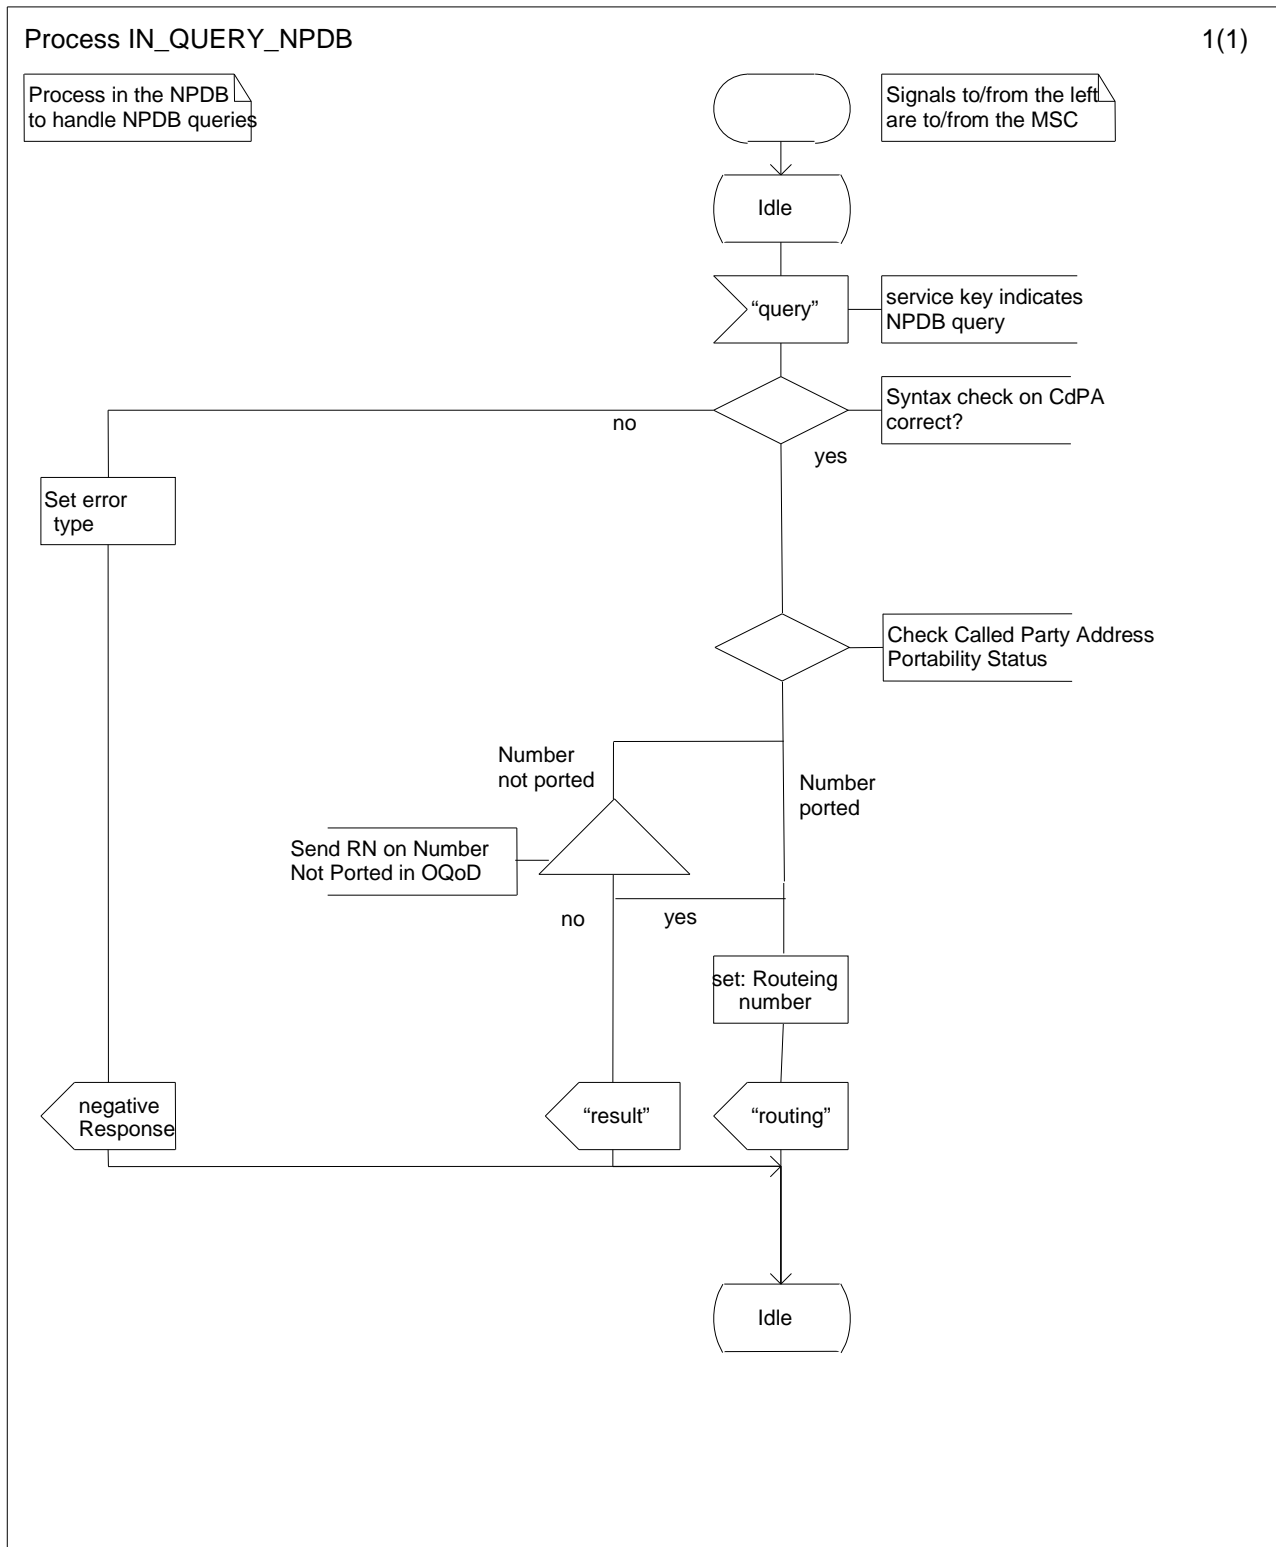 Process IN_QUERY_NPDB
1(1)
Process in the NPDB
to handle NPDB queries
Signals to/from the left
are to/from the MSC
Idle
“query”
service key indicates
NPDB query
Syntax check on CdPA
correct?
no
yes
Set error
type
Check Called Party Address
Portability Status
Number
not ported
Number
ported
Send RN on Number
Not Ported in OQoD
no
yes
set: Routeing
number
negative
Response
“result”
“routing”
Idle